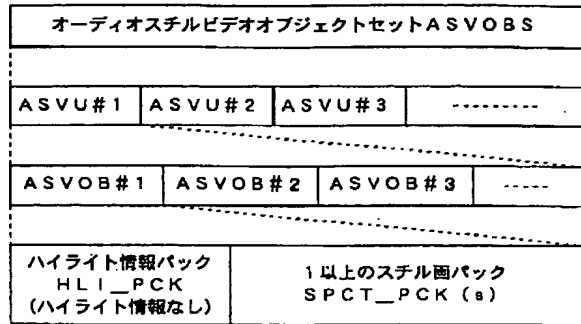 オーディオスチルビデオオブジェクトセットASVOBS
ASVU#1 ASVU#2 ASVU#3 ---------
ASVOB#1 ASVOB#2 ASVOB#3 -----
ハイライト情報パック
HLI__PCK
(ハイライト情報なし)
1以上のスチル画パック
SPCT__PCK(s)